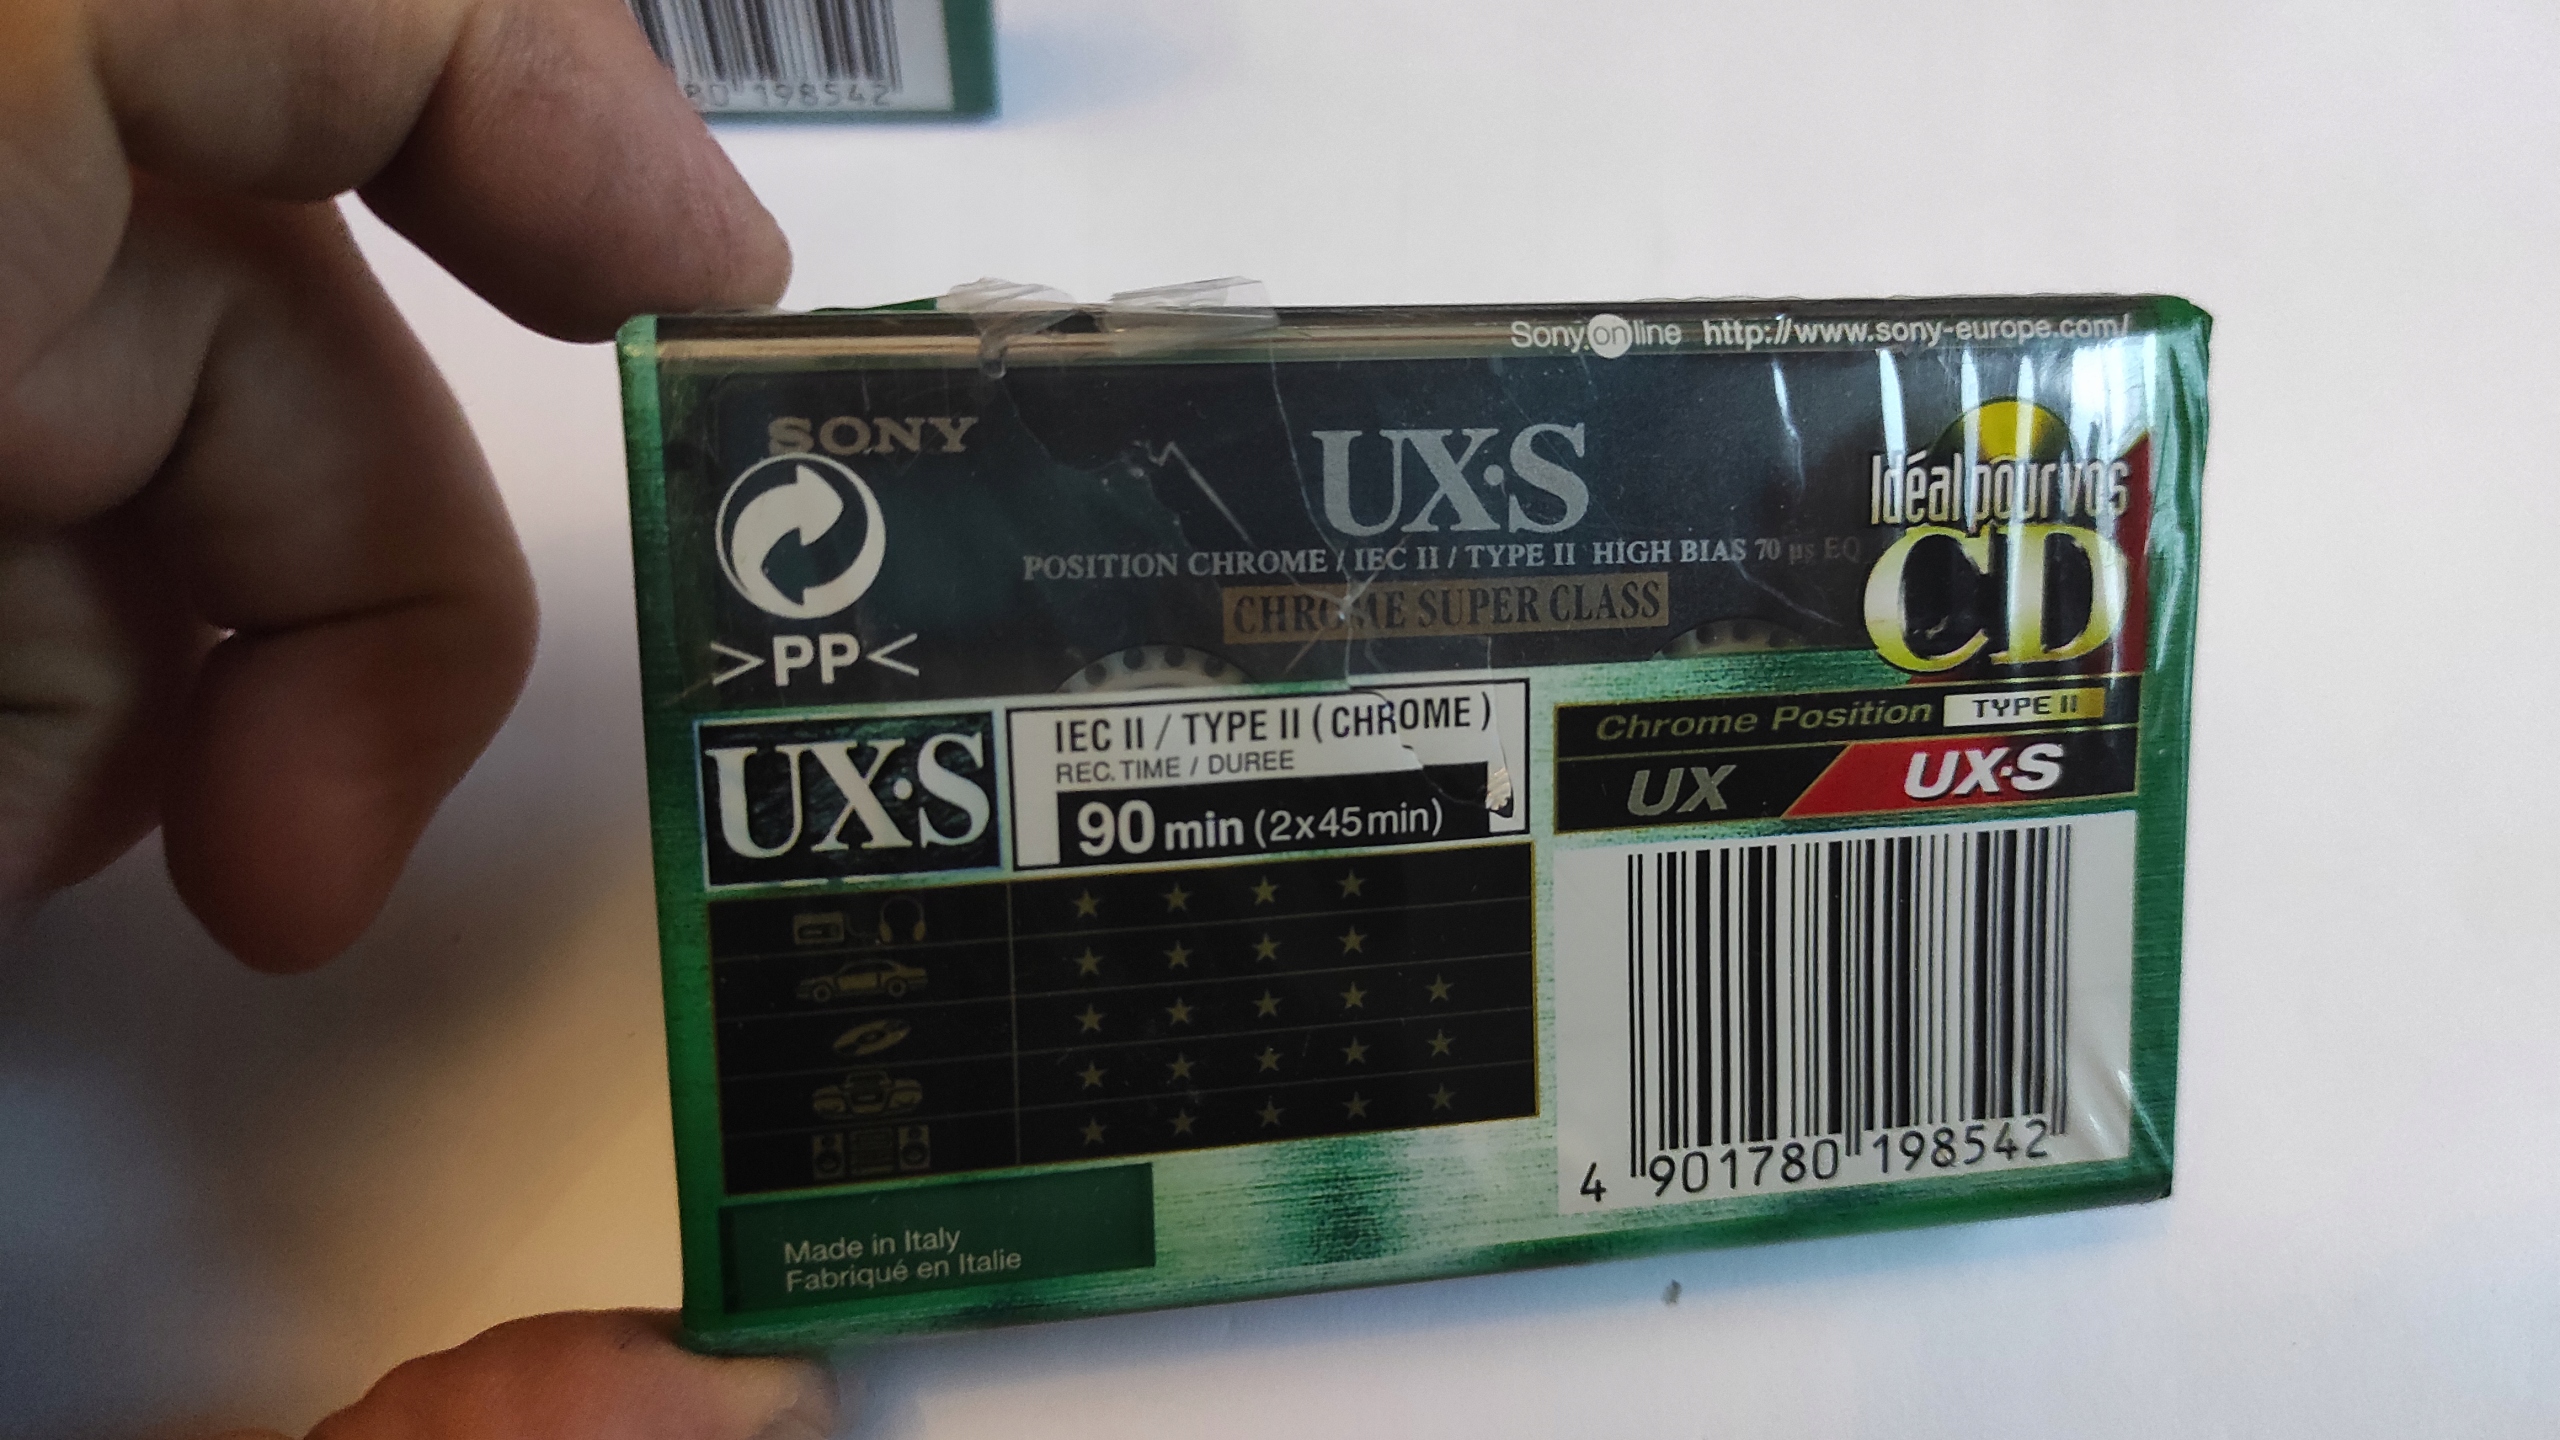 80 198542
Sony online http://www.sony-europe.com/
SONY
UX·S
Idéal pour vos
CD
POSITION CHROME / IEC II / TYPE II HIGH BIAS 70 µs EQ
CHROME SUPER CLASS
>PP<
UX·S
IEC II / TYPE II ( CHROME )
REC. TIME / DUREE
90 min (2x45min)
Chrome Position TYPE II
UX UX·S
4 901780 198542
Made in Italy
Fabriqué en Italie